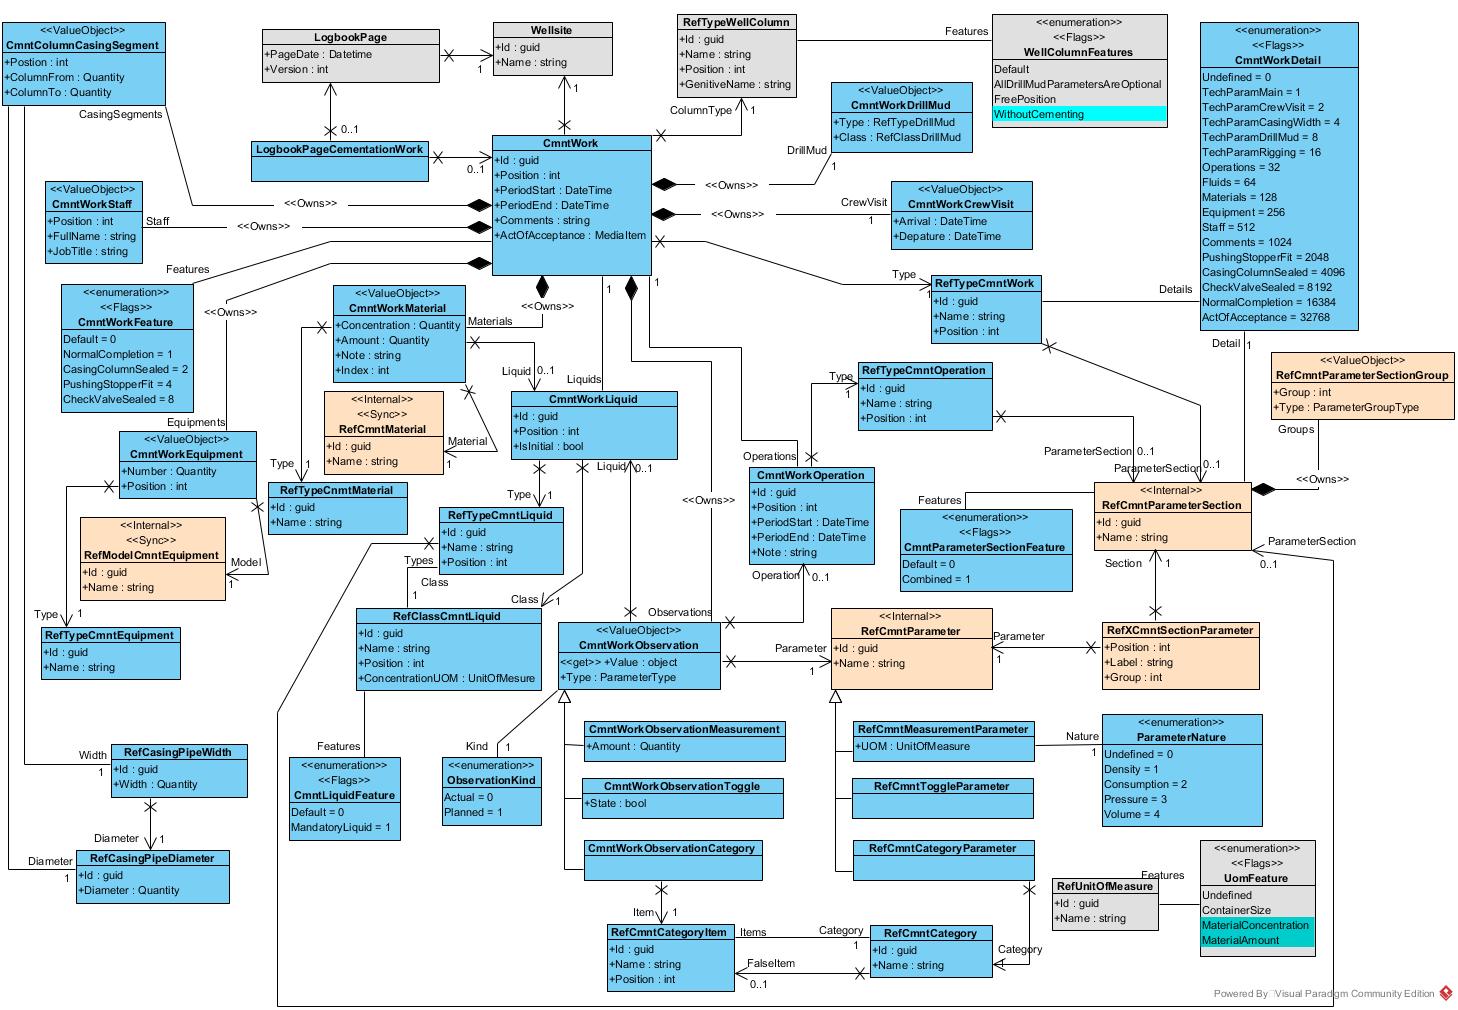 <<ValueObject>>
CmntColumnCasingSegment
+Postion : int
+ColumnFrom : Quantity
+ColumnTo : Quantity
CasingSegments
LogbookPage
+PageDate : Datetime
+Version : int
1
0..1
Wellsite
+Id : guid
+Name : string
1
RefTypeWellColumn
+Id : guid
+Name : string
+Position : int
+GenitiveName : string
ColumnType
1
Features
<<enumeration>>
<<Flags>>
WellColumnFeatures
Default
AllDrillMudParametersAreOptional
FreePosition
WithoutCementing
<<enumeration>>
<<Flags>>
CmntWorkDetail
Undefined = 0
TechParamMain = 1
TechParamCrewVisit = 2
TechParamCasingWidth = 4
TechParamDrillMud = 8
TechParamRigging = 16
Operations = 32
Fluids = 64
Materials = 128
Equipment = 256
Staff = 512
Comments = 1024
PushingStopperFit = 2048
CasingColumnSealed = 4096
CheckValveSealed = 8192
NormalCompletion = 16384
ActOfAcceptance = 32768
Detail
1
<<ValueObject>>
CmntWorkDrillMud
+Type : RefTypeDrillMud
+Class : RefClassDrillMud
DrillMud
1
<<Owns>>
LogbookPageCementationWork
0..1
CmntWork
+Id : guid
+Position : int
+PeriodStart : DateTime
+PeriodEnd : DateTime
+Comments : string
+ActOfAcceptance : MediaItem
<<Owns>>
<<Owns>>
<<Owns>>
CrewVisit
1
<<ValueObject>>
CmntWorkCrewVisit
+Arrival : DateTime
+Depature : DateTime
<<ValueObject>>
CmntWorkStaff
+Position : int
+FullName : string
+JobTitle : string
Staff
Features
<<enumeration>>
<<Flags>>
CmntWorkFeature
Default = 0
NormalCompletion = 1
CasingColumnSealed = 2
PushingStopperFit = 4
CheckValveSealed = 8
<<Owns>>
Equipments
<<ValueObject>>
CmntWorkMaterial
+Concentration : Quantity
+Amount : Quantity
+Note : string
+Index : int
<<Owns>>
Materials
1
1
Type
1
RefTypeCmntWork
+Id : guid
+Name : string
+Position : int
Details
<<ValueObject>>
RefCmntParameterSectionGroup
+Group : int
+Type : ParameterGroupType
Groups
<<Owns>>
Liquid
0..1
Liquids
CmntWorkLiquid
+Id : guid
+Position : int
+IsInitial : bool
Liquid
0..1
<<Internal>>
<<Sync>>
RefCmntMaterial
+Id : guid
+Name : string
Material
1
RefTypeCmntOperation
+Id : guid
+Name : string
+Position : int
Type
1
ParameterSection
0..1
ParameterSection
0..1
<<ValueObject>>
CmntWorkEquipment
+Number : Quantity
+Position : int
Type
1
RefTypeCnmtMaterial
+Id : guid
+Name : string
Type
1
RefTypeCmntLiquid
+Id : guid
+Name : string
+Position : int
Types
Class
1
Class
1
<<Owns>>
Operations
CmntWorkOperation
+Id : guid
+Position : int
+PeriodStart : DateTime
+PeriodEnd : DateTime
+Note : string
Operation
0..1
Features
<<enumeration>>
<<Flags>>
CmntParameterSectionFeature
Default = 0
Combined = 1
<<Internal>>
RefCmntParameterSection
+Id : guid
+Name : string
ParameterSection
0..1
Section
1
<<Internal>>
<<Sync>>
RefModelCmntEquipment
+Id : guid
+Name : string
Model
1
Type
1
RefTypeCmntEquipment
+Id : guid
+Name : string
RefClassCmntLiquid
+Id : guid
+Name : string
+Position : int
+ConcentrationUOM : UnitOfMesure
Observations
<<ValueObject>>
CmntWorkObservation
<<get>> +Value : object
+Type : ParameterType
Parameter
1
<<Internal>>
RefCmntParameter
+Id : guid
+Name : string
Parameter
1
RefXCmntSectionParameter
+Position : int
+Label : string
+Group : int
Width
1
RefCasingPipeWidth
+Id : guid
+Width : Quantity
Diameter
1
Diameter
1
RefCasingPipeDiameter
+Id : guid
+Diameter : Quantity
Features
<<enumeration>>
<<Flags>>
CmntLiquidFeature
Default = 0
MandatoryLiquid = 1
Kind
1
<<enumeration>>
ObservationKind
Actual = 0
Planned = 1
CmntWorkObservationMeasurement
+Amount : Quantity
CmntWorkObservationToggle
+State : bool
CmntWorkObservationCategory
RefCmntMeasurementParameter
+UOM : UnitOfMeasure
RefCmntToggleParameter
RefCmntCategoryParameter
Nature
1
<<enumeration>>
ParameterNature
Undefined = 0
Density = 1
Consumption = 2
Pressure = 3
Volume = 4
Item
1
RefCmntCategoryItem
+Id : guid
+Name : string
+Position : int
Items
Category
1
FalseItem
0..1
RefCmntCategory
+Id : guid
+Name : string
Category
1
RefUnitOfMeasure
+Id : guid
+Name : string
Features
<<enumeration>>
<<Flags>>
UomFeature
Undefined
ContainerSize
MaterialConcentration
MaterialAmount
Powered By Visual Paradigm Community Edition